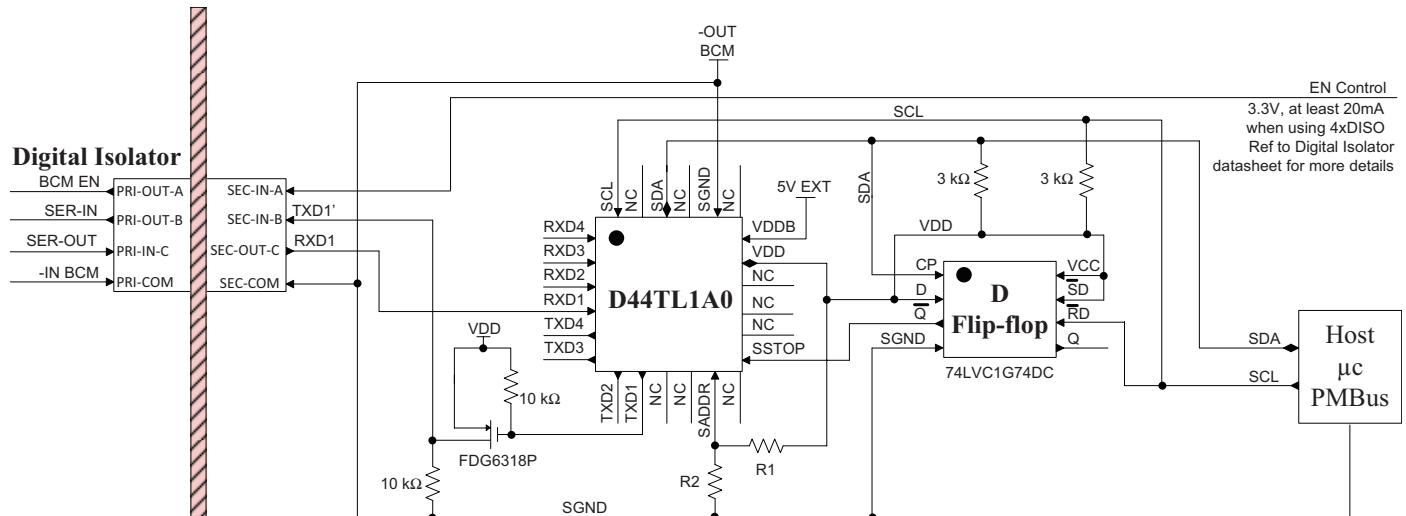 -OUT
BCM
EN Control
3.3V, at least 20mA
when using 4xDISO
Ref to Digital Isolator
datasheet for more details
SCL
Digital Isolator
BCM EN
PRI-OUT-A
SEC-IN-A
SER-IN
PRI-OUT-B
SEC-IN-B
TXD1’
SER-OUT
PRI-IN-C
SEC-OUT-C
RXD1
-IN BCM
PRI-COM
SEC-COM
SCL
NC
SDA
NC
SGND
NC
5V EXT
SDA
3 kΩ
3 kΩ
RXD4
RXD3
RXD2
RXD1
TXD4
TXD3
D44TL1A0
VDDB
VDD
NC
NC
NC
SSTOP
TXD2
TXD1
NC
NC
SADDR
NC
VDD
CP
D
Q
SGND
D
Flip-flop
VCC
SD
RD
Q
74LVC1G74DC
SDA
SCL
Host
µc
PMBus
VDD
10 kΩ
FDG6318P
10 kΩ
R1
R2
SGND